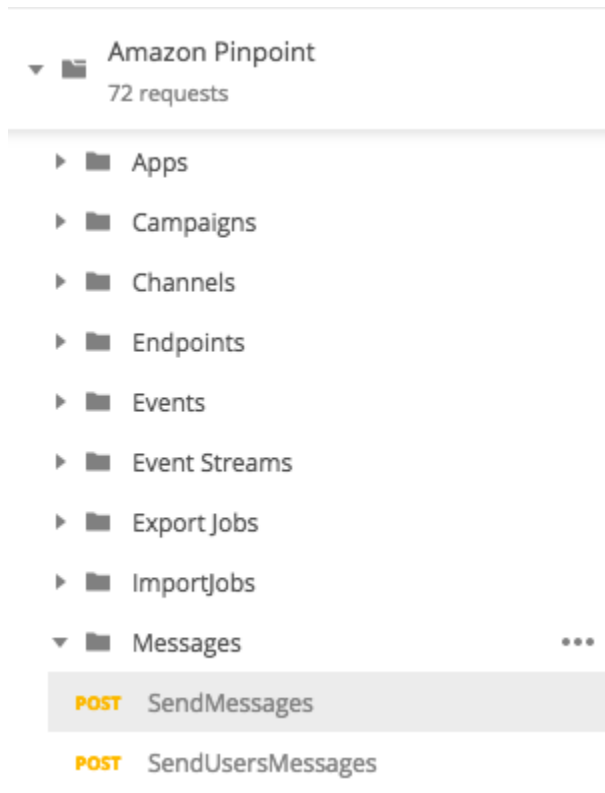 Amazon Pinpoint
72 requests
Apps
Campaigns
Channels
Endpoints
Events
Event Streams
Export Jobs
ImportJobs
Messages
POST SendMessages
POST SendUsersMessages